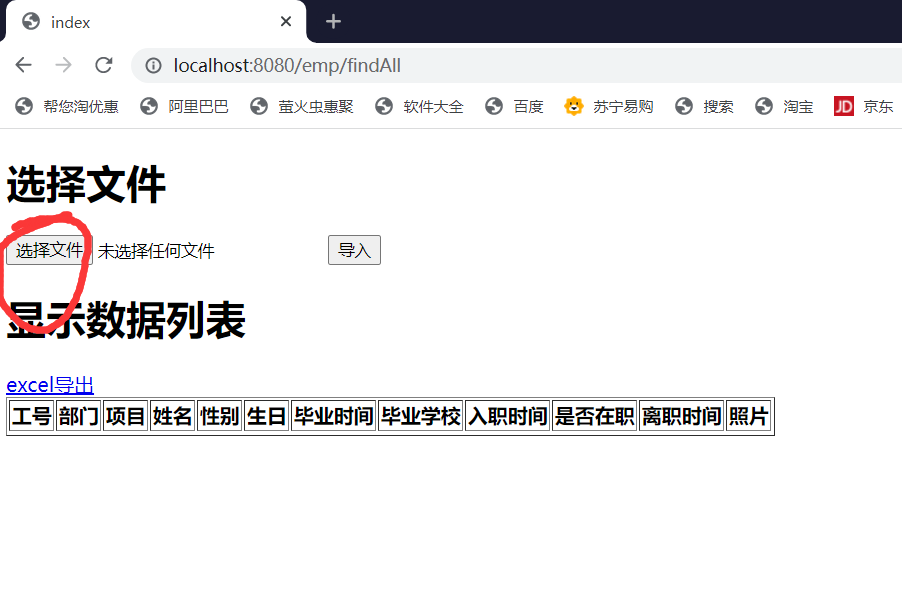 index
localhost:8080/emp/findAll
帮您淘优惠 阿里巴巴 萤火虫惠聚 软件大全 百度 苏宁易购 搜索 淘宝 JD 京东
选择文件
选择文件 未选择任何文件 导入
显示数据列表
excel导出
工号 部门 项目 姓名 性别 生日 毕业时间 毕业学校 入职时间 是否在职 离职时间 照片